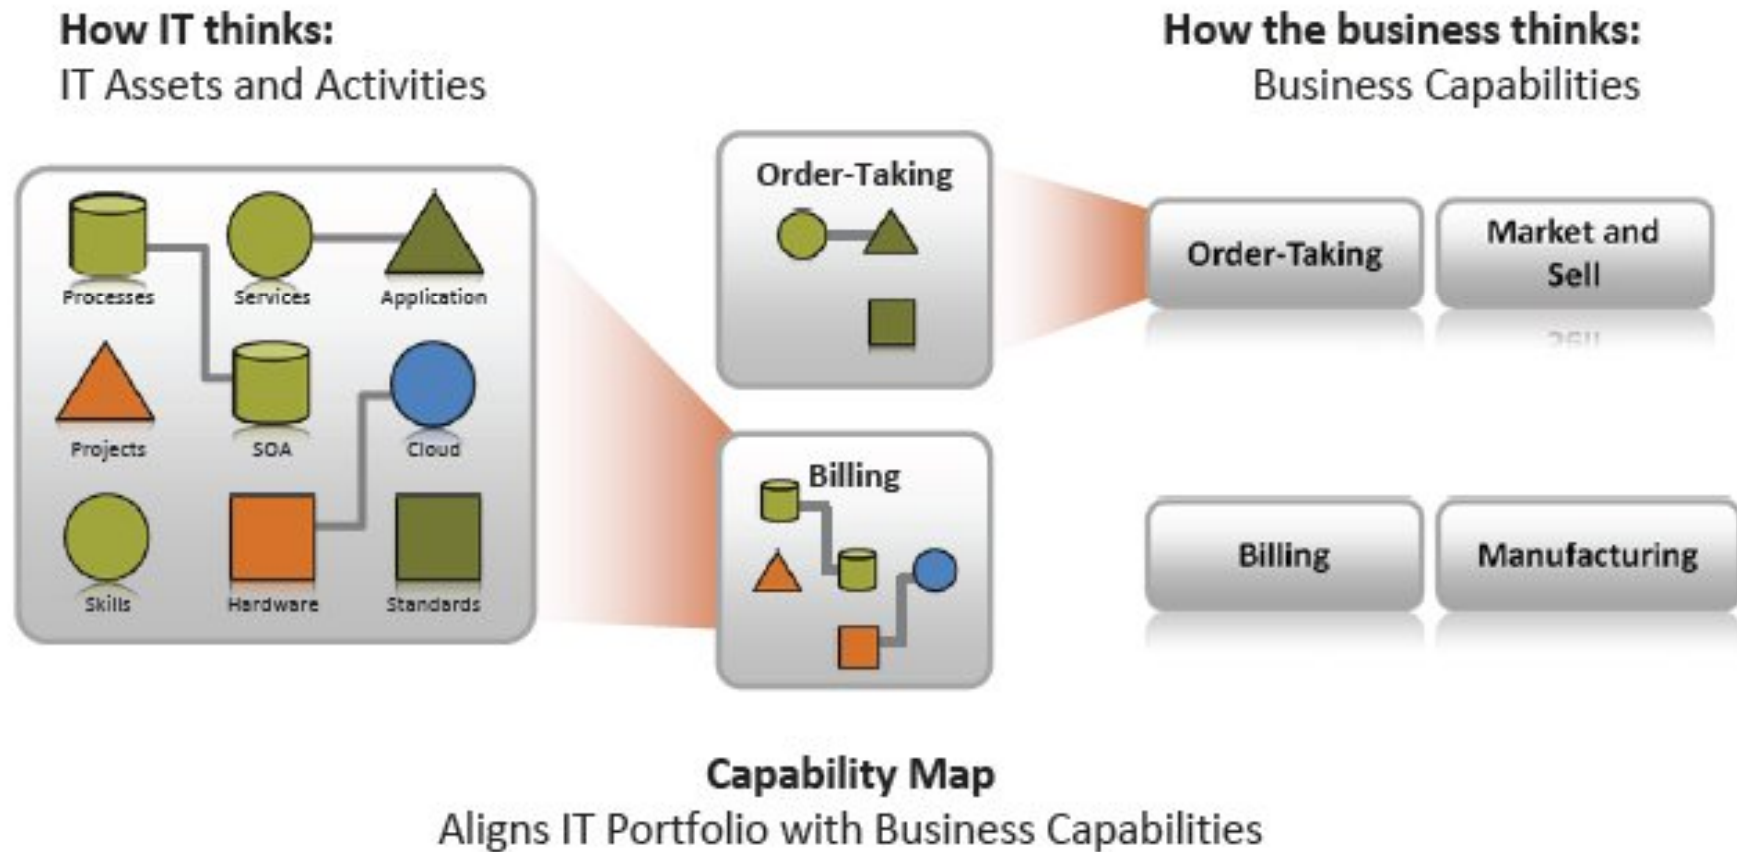 How IT thinks:
IT Assets and Activities
How the business thinks:
Business Capabilities
Processes
Services
Application
Projects
SOA
Cloud
Skills
Hardware
Standards
Order-Taking
Billing
Order-Taking
Market and
Sell
Billing
Manufacturing
Capability Map
Aligns IT Portfolio with Business Capabilities